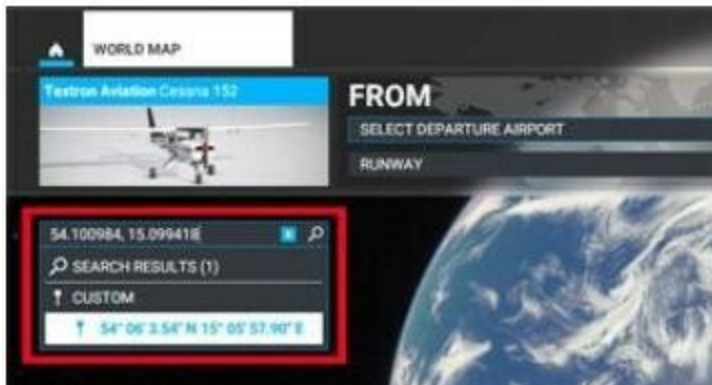 WORLD MAP
Textron Aviation Cessna 152
FROM
SELECT DEPARTURE AIRPORT
RUNWAY
54.100984, 15.099418
SEARCH RESULTS (1)
CUSTOM
54° 06' 3.54" N 15° 05' 57.90" E